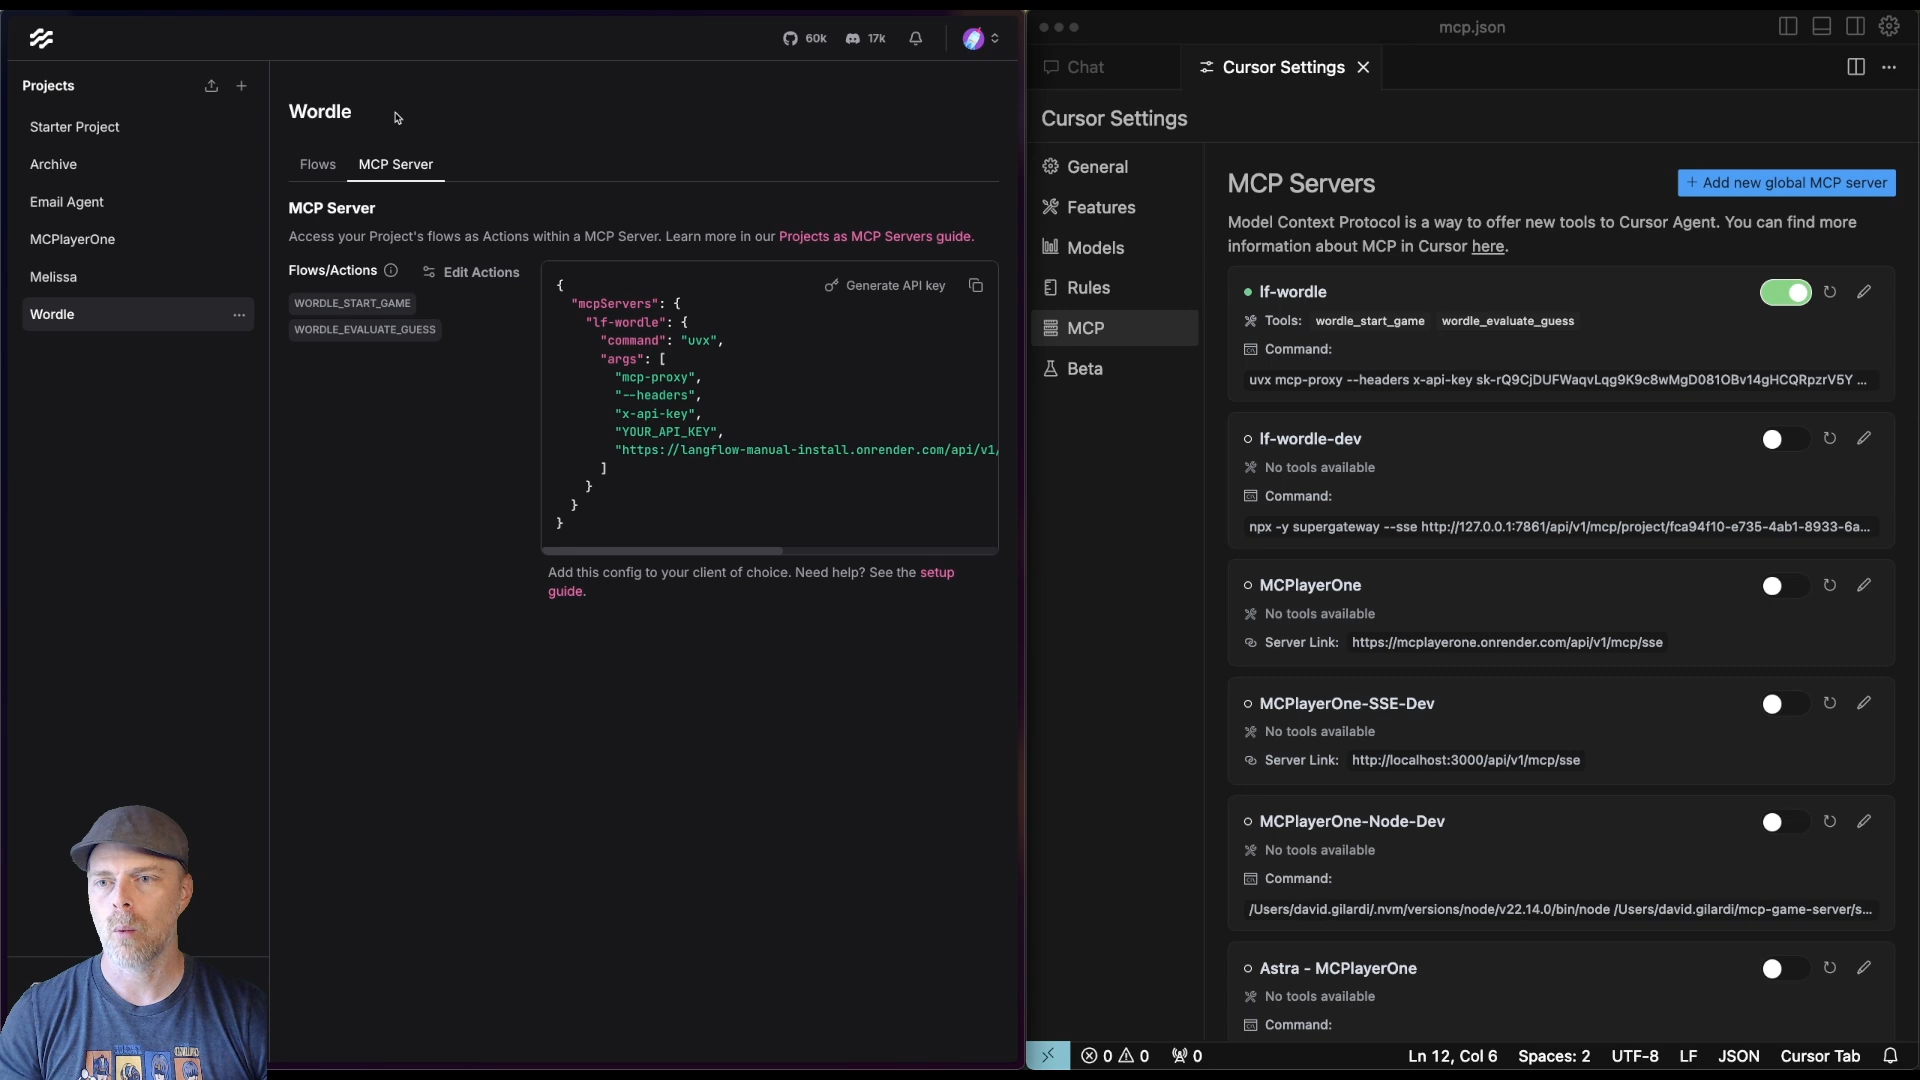 60k
17k
Projects
Starter Project
Archive
Email Agent
MCPlayerOne
Melissa
Wordle
Wordle
Flows
MCP Server
MCP Server
Access your Project's flows as Actions within a MCP Server. Learn more in our Projects as MCP Servers guide.
Flows/Actions
Edit Actions
WORDLE_START_GAME
WORDLE_EVALUATE_GUESS
Generate API key
{
"mcpServers": {
"lf-wordle": {
"command": "uvx",
"args": [
"mcp-proxy",
"--headers",
"x-api-key",
"YOUR_API_KEY",
"https://langflow-manual-install.onrender.com/api/v1/
]
}
}
}
Add this config to your client of choice. Need help? See the setup
guide.
mcp.json
Chat
Cursor Settings
Cursor Settings
General
Features
Models
Rules
MCP
Beta
MCP Servers
+ Add new global MCP server
Model Context Protocol is a way to offer new tools to Cursor Agent. You can find more
information about MCP in Cursor here.
lf-wordle
Tools: wordle_start_game wordle_evaluate_guess
Command:
uvx mcp-proxy --headers x-api-key sk-rQ9CjDUFWaqvLqg9K9c8wMgD081OBv14gHCQRpzrV5Y ...
lf-wordle-dev
No tools available
Command:
npx -y supergateway --sse http://127.0.0.1:7861/api/v1/mcp/project/fca94f10-e735-4ab1-8933-6a...
MCPlayerOne
No tools available
Server Link: https://mcplayerone.onrender.com/api/v1/mcp/sse
MCPlayerOne-SSE-Dev
No tools available
Server Link: http://localhost:3000/api/v1/mcp/sse
MCPlayerOne-Node-Dev
No tools available
Command:
/Users/david.gilardi/.nvm/versions/node/v22.14.0/bin/node /Users/david.gilardi/mcp-game-server/s...
Astra - MCPlayerOne
No tools available
Command:
0 0 0
Ln 12, Col 6
Spaces: 2
UTF-8
LF
JSON
Cursor Tab